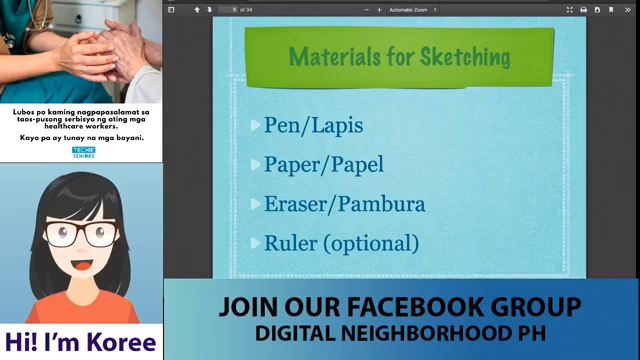 5 of 34
Automatic Zoom
Materials for Sketching
Pen/Lapis
Paper/Papel
Eraser/Pambura
Ruler (optional)
Lubos po kaming nagpapasalamat sa
taos-pusong serbisyo ng ating mga
healthcare workers.
Kayo pa ay tunay na mga bayani.
TECHIE
SENIORS
Hi! I'm Koree
JOIN OUR FACEBOOK GROUP
DIGITAL NEIGHBORHOOD PH